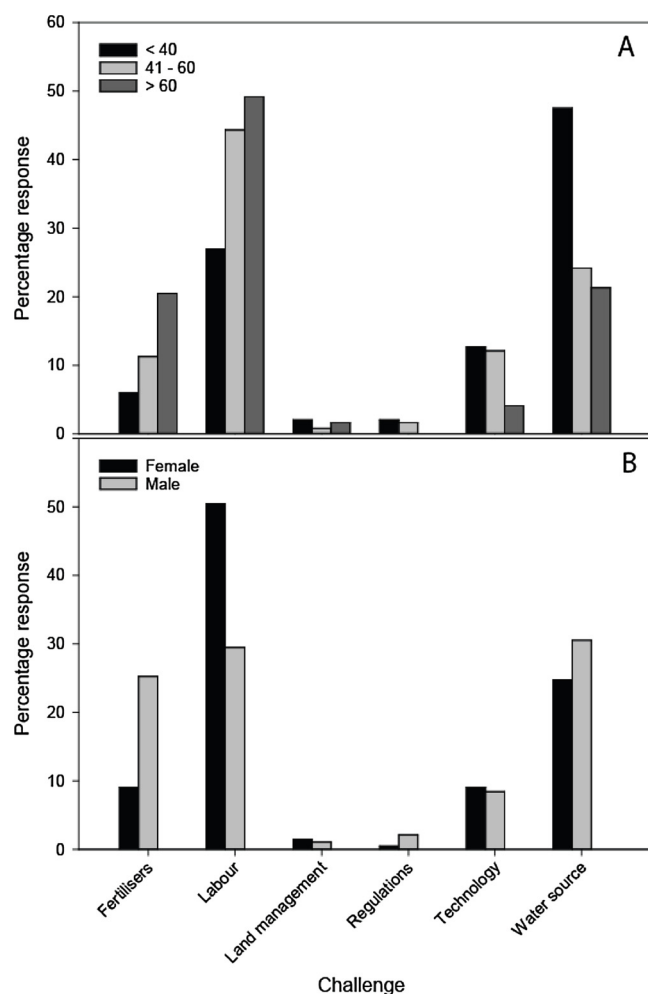 60
50
40
30
20
10
0
Percentage response
< 40
41 - 60
> 60
A
50
40
30
20
10
0
Percentage response
Female
Male
B
Fertilisers
Labour
Land management
Regulations
Technology
Water source
Challenge